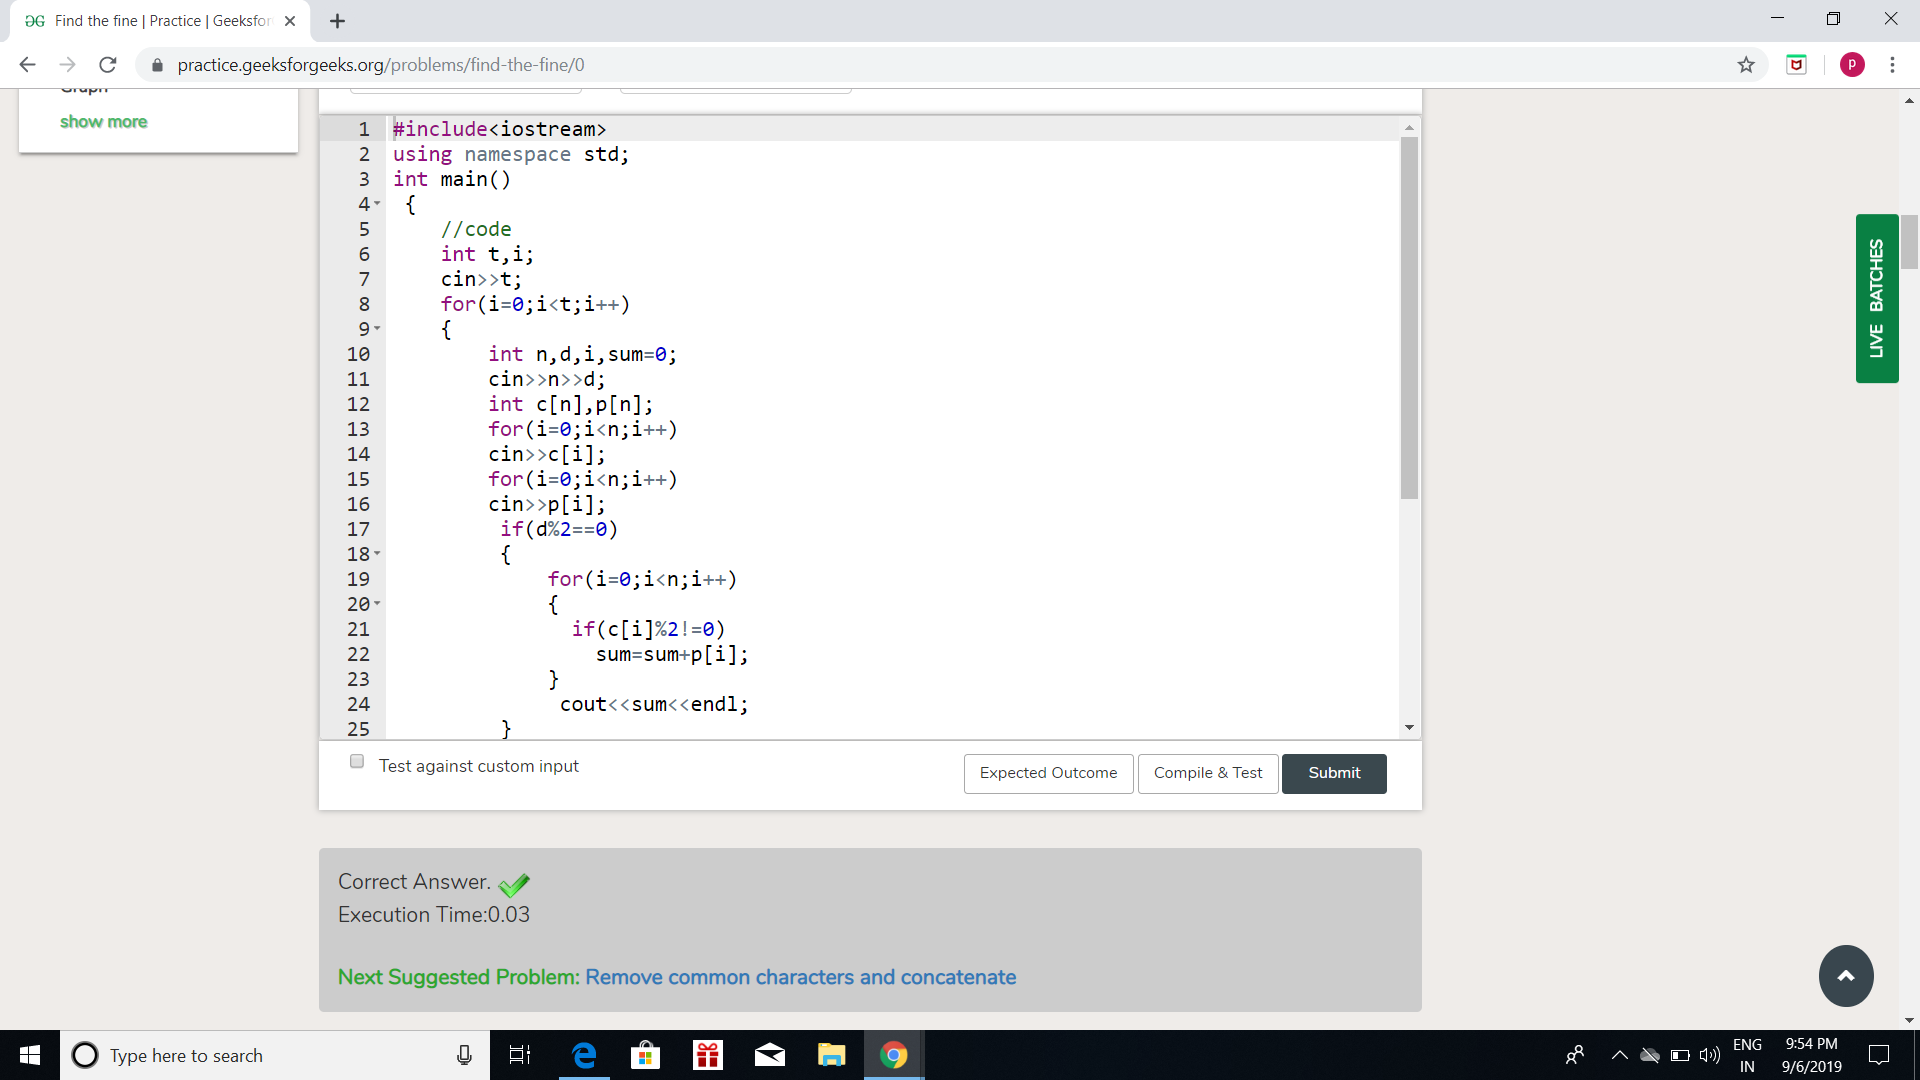 Find the fine | Practice | Geeksfor
practice.geeksforgeeks.org/problems/find-the-fine/0
P
Graph
show more
1 #include<iostream>
2 using namespace std;
3 int main()
4 {
5 //code
6 int t,i;
7 cin>>t;
8 for(i=0;i<t;i++)
9 {
10 int n,d,i,sum=0;
11 cin>>n>>d;
12 int c[n],p[n];
13 for(i=0;i<n;i++)
14 cin>>c[i];
15 for(i=0;i<n;i++)
16 cin>>p[i];
17 if(d%2==0)
18 {
19 for(i=0;i<n;i++)
20 {
21 if(c[i]%2!=0)
22 sum=sum+p[i];
23 }
24 cout<<sum<<endl;
25 }
LIVE BATCHES
Test against custom input
Expected Outcome
Compile & Test
Submit
Correct Answer.
Execution Time:0.03
Next Suggested Problem: Remove common characters and concatenate
Type here to search
ENG
IN
9:54 PM
9/6/2019